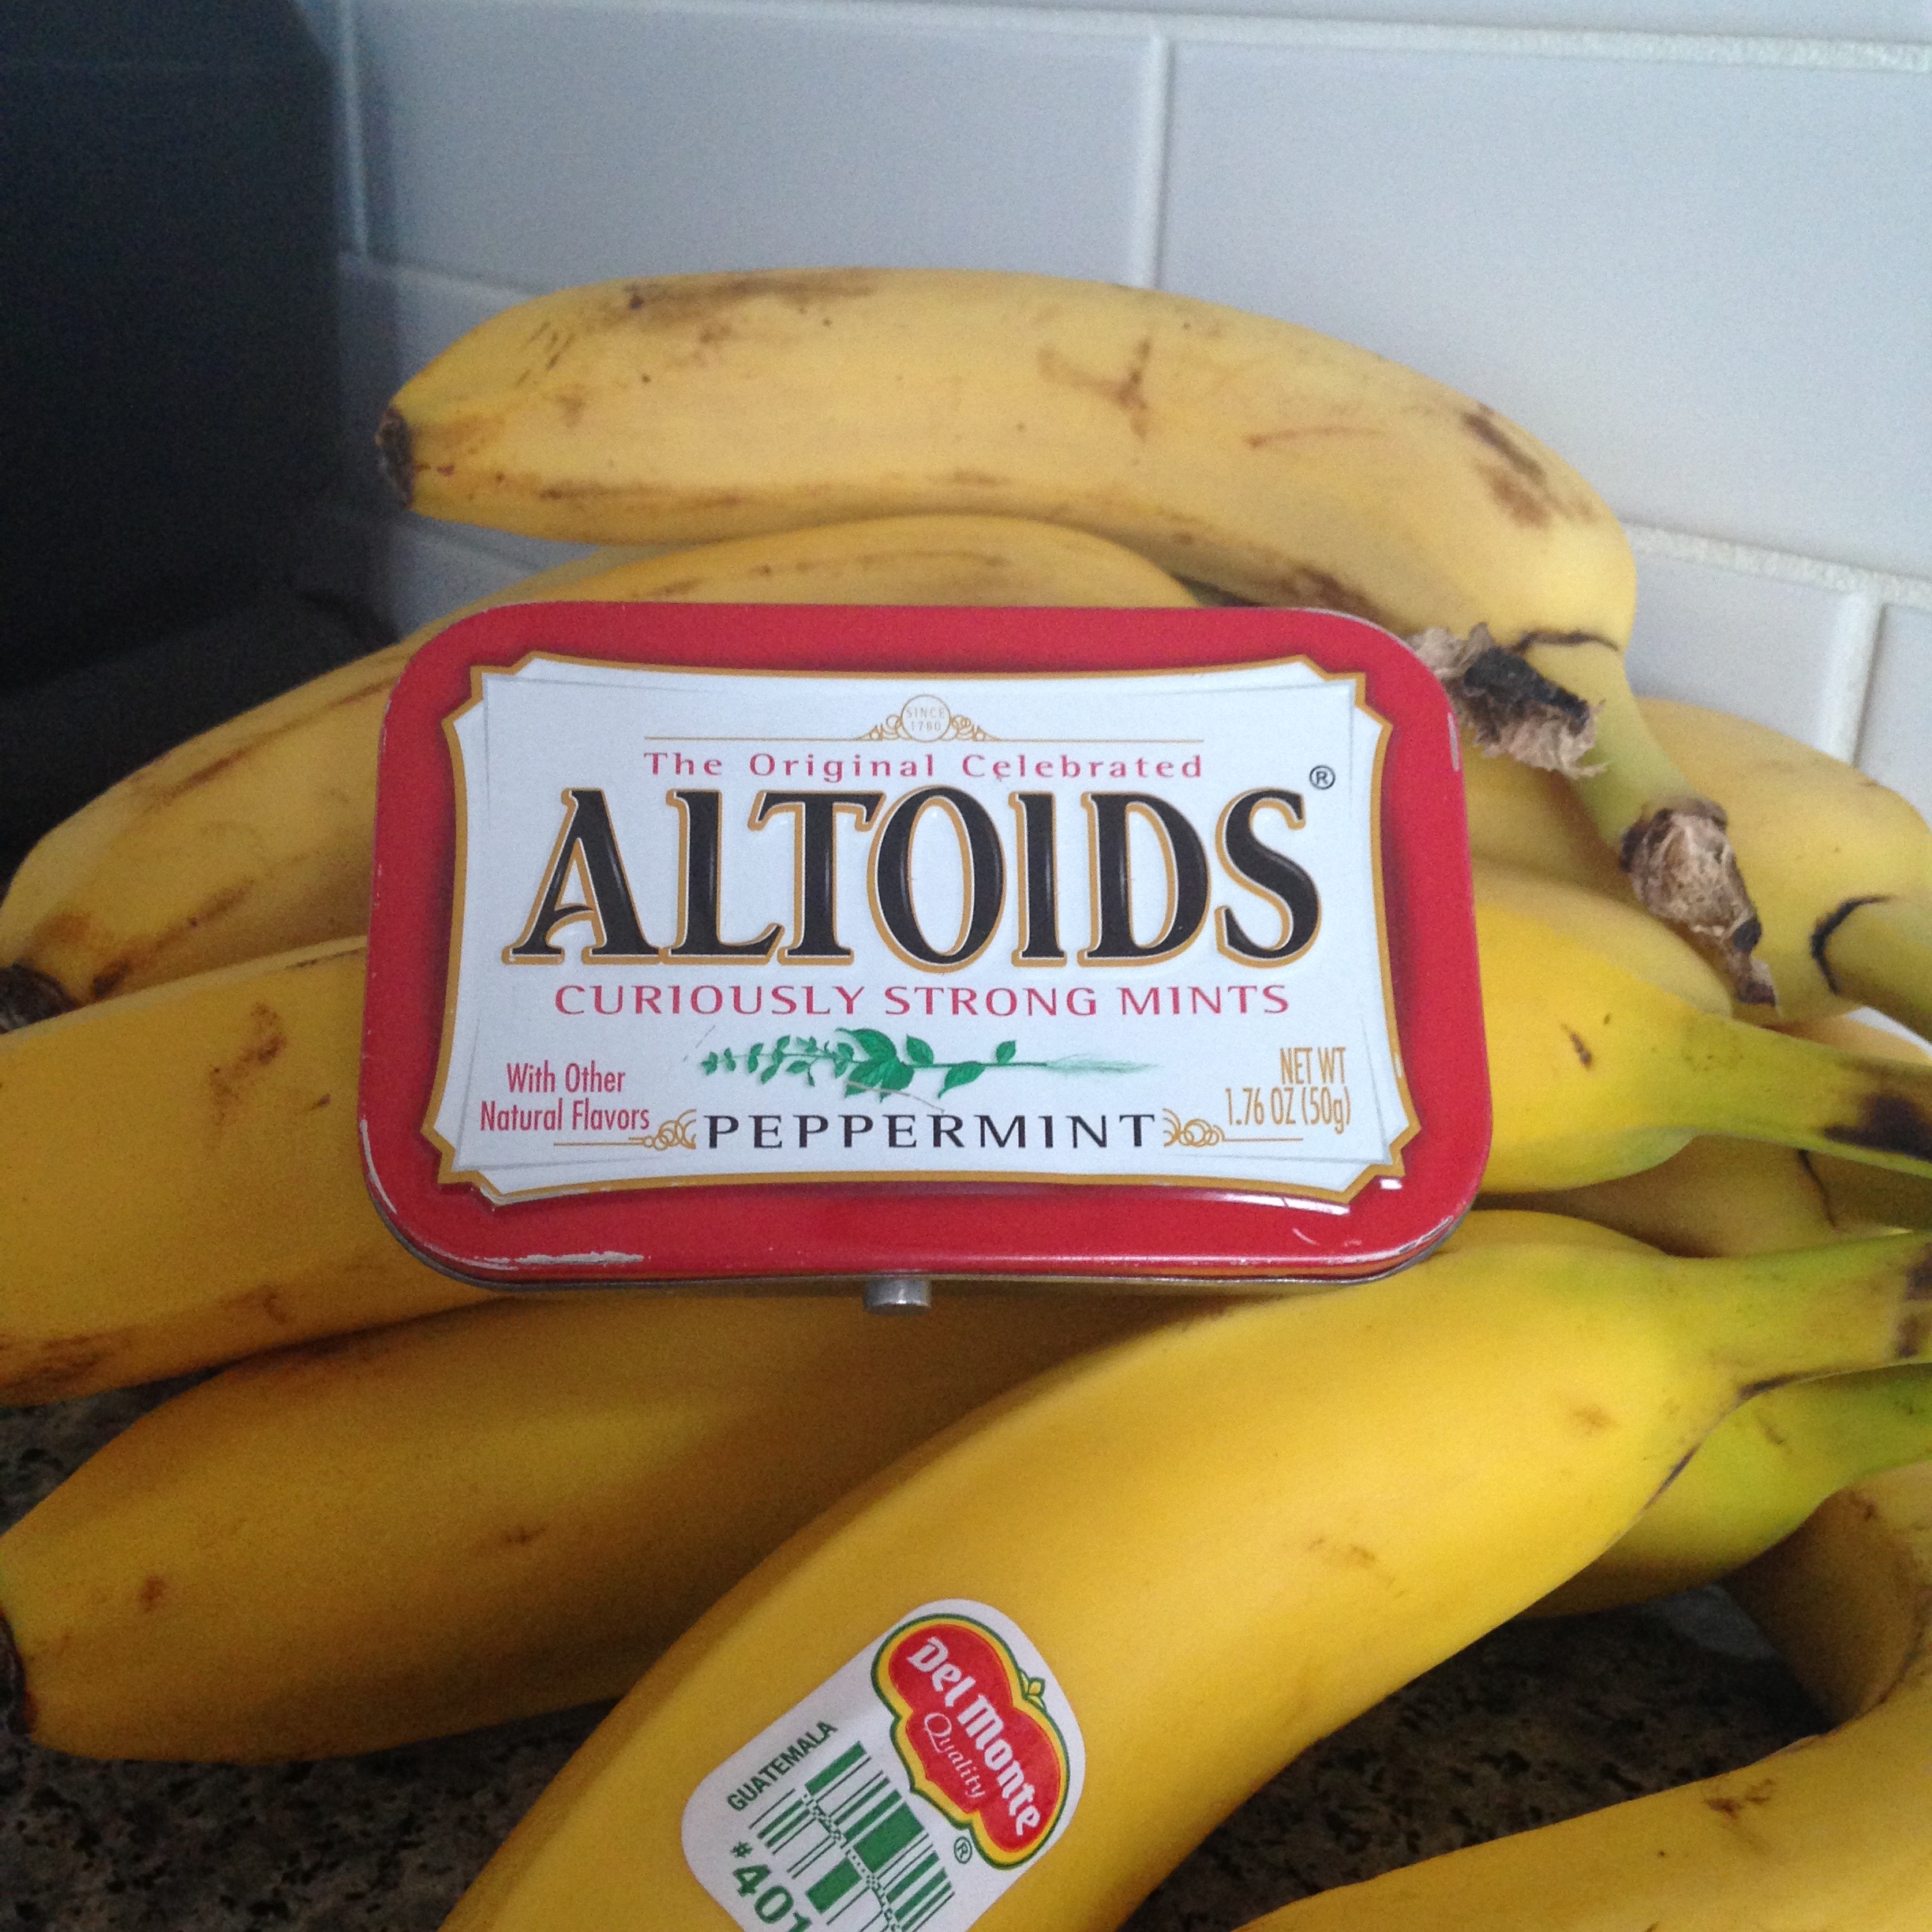 SINCE
1780
The Original Celebrated
ALTOIDS®
CURIOUSLY STRONG MINTS
With Other
Natural Flavors
PEPPERMINT
NET WT
1.76 OZ (50g)
Del Monte
Quality
®
GUATEMALA
#401